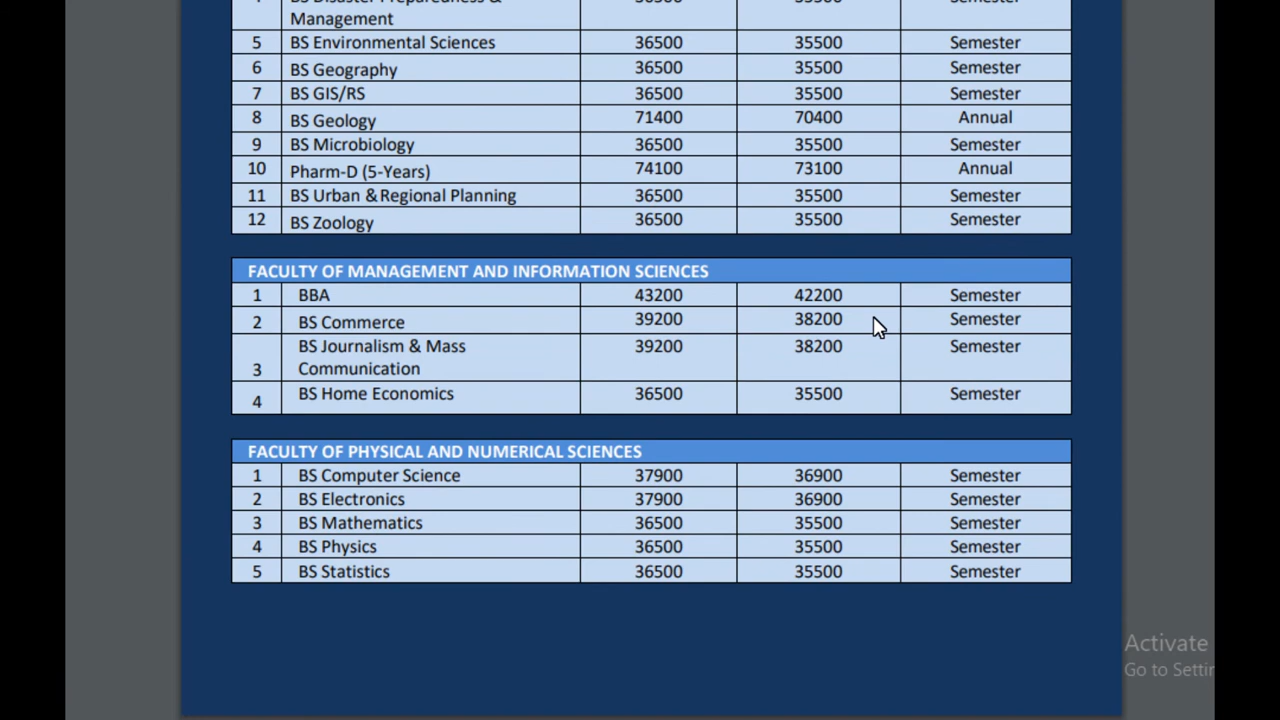 Management
5 BS Environmental Sciences 36500 35500 Semester
6 BS Geography 36500 35500 Semester
7 BS GIS/RS 36500 35500 Semester
8 BS Geology 71400 70400 Annual
9 BS Microbiology 36500 35500 Semester
10 Pharm-D (5-Years) 74100 73100 Annual
11 BS Urban &Regional Planning 36500 35500 Semester
12 BS Zoology 36500 35500 Semester
FACULTY OF MANAGEMENT AND INFORMATION SCIENCES
1 BBA 43200 42200 Semester
2 BS Commerce 39200 38200 Semester
BS Journalism & Mass 39200 38200 Semester
3 Communication
4 BS Home Economics 36500 35500 Semester
FACULTY OF PHYSICAL AND NUMERICAL SCIENCES
1 BS Computer Science 37900 36900 Semester
2 BS Electronics 37900 36900 Semester
3 BS Mathematics 36500 35500 Semester
4 BS Physics 36500 35500 Semester
5 BS Statistics 36500 35500 Semester
Activate
Go to